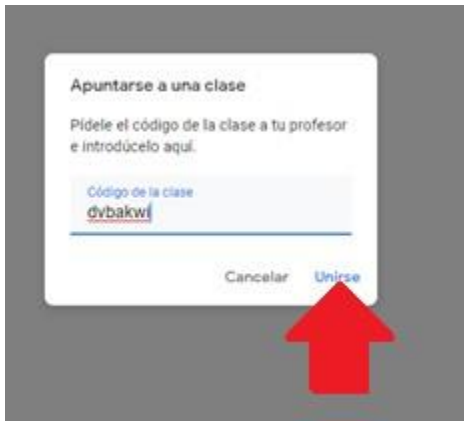 Apuntarse a una clase
Pídele el código de la clase a tu profesor
e introdúcelo aquí.
Código de la clase
dvbakwi
Cancelar Unirse